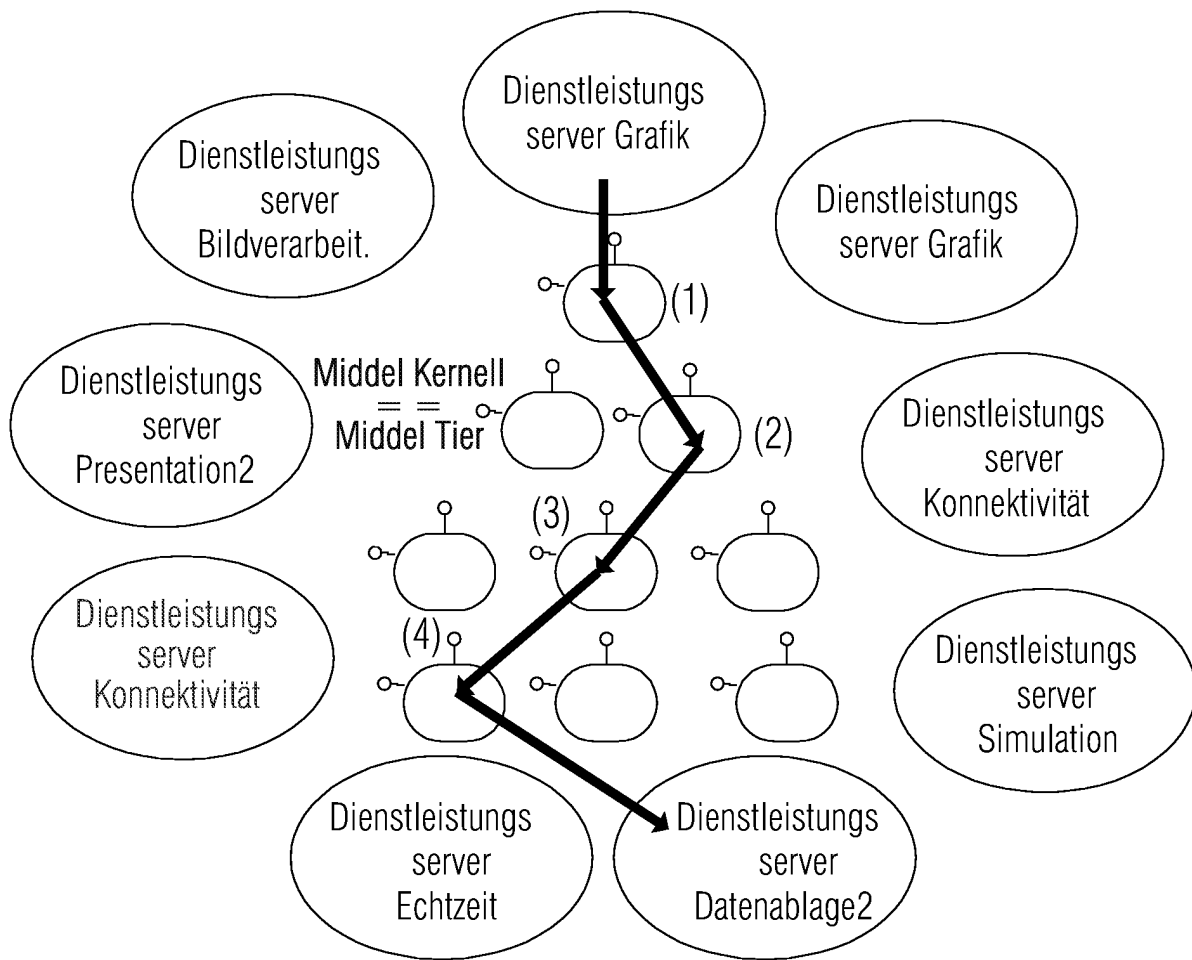 Dienstleistungs
server Grafik
Dienstleistungs
server
Bildverarbeit.
Dienstleistungs
server Grafik
(1)
Dienstleistungs
server
Presentation2
Middel Kernell
= =
Middel Tier
(2)
Dienstleistungs
server
Konnektivität
(3)
Dienstleistungs
server
Konnektivität
(4)
Dienstleistungs
server
Simulation
Dienstleistungs
server
Echtzeit
Dienstleistungs
server
Datenablage2